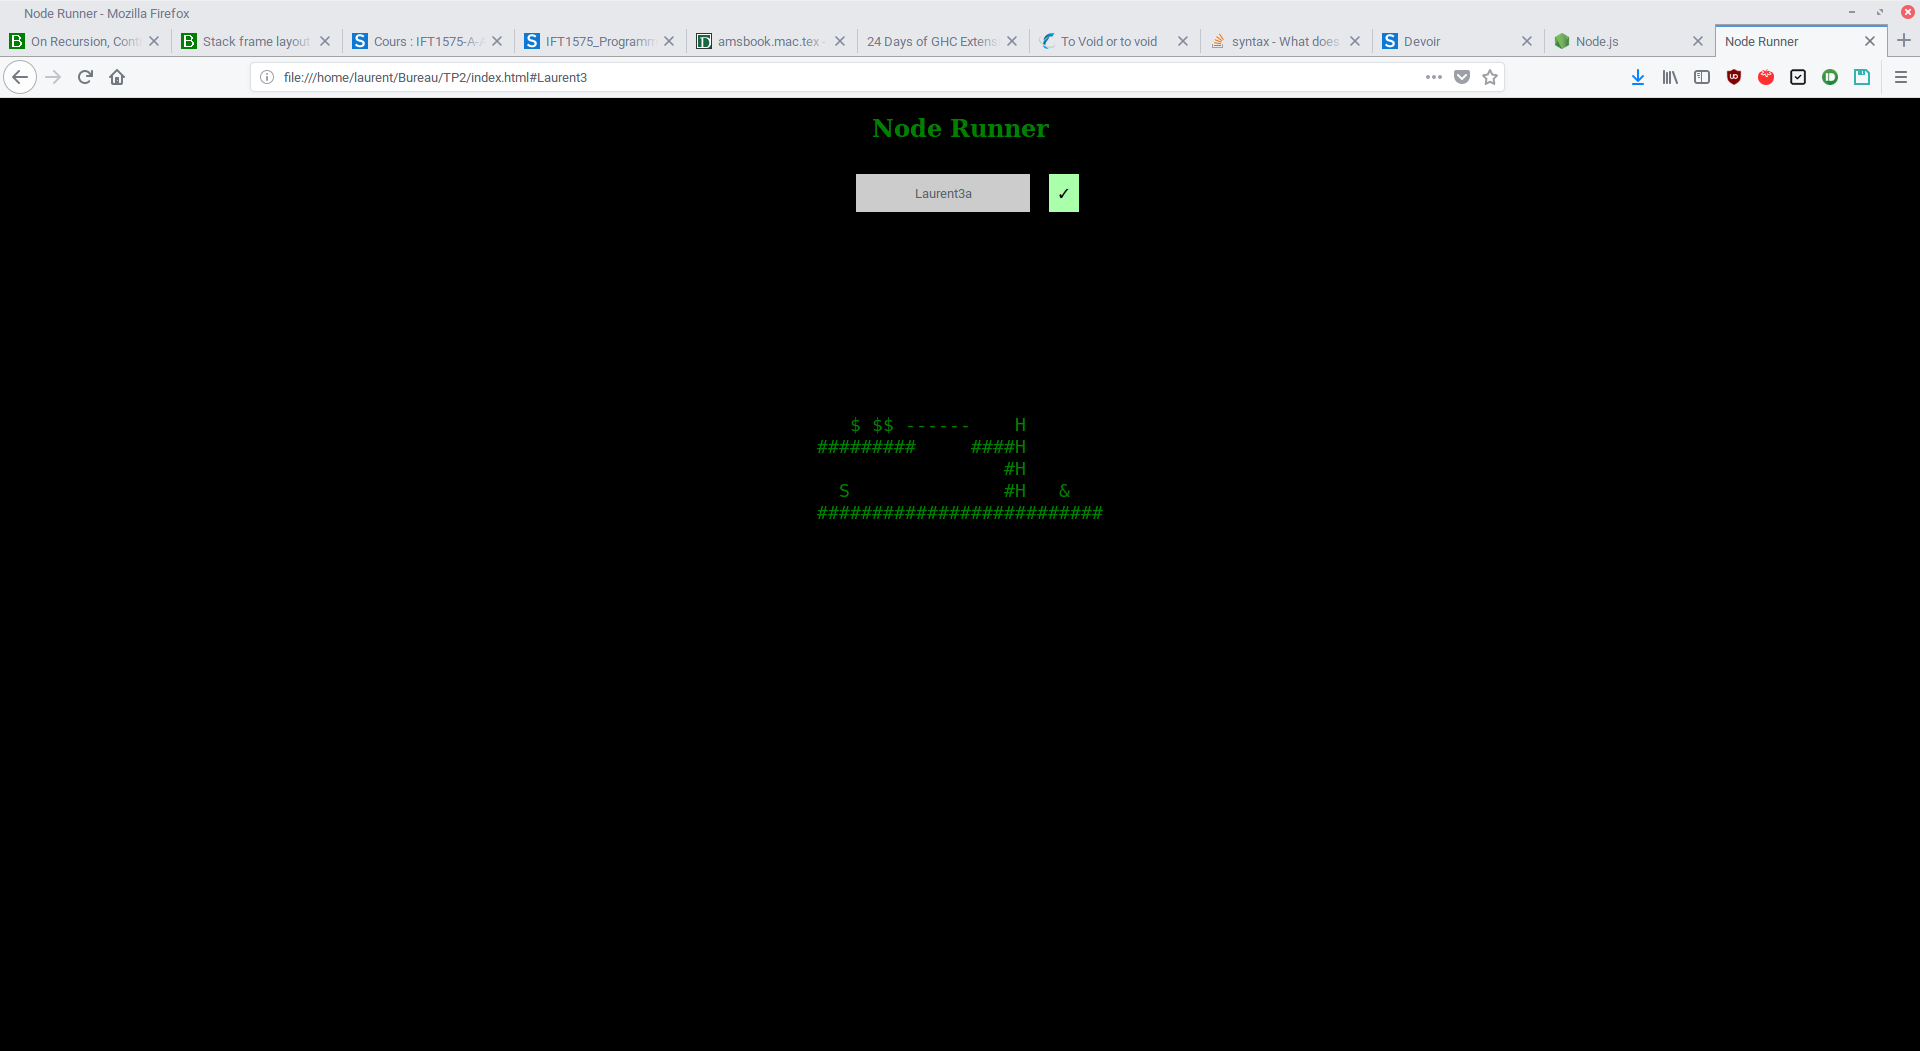 Node Runner - Mozilla Firefox
On Recursion, Cont
Stack frame layout
Cours : IFT1575-A-A
IFT1575_Programm
amsbook.mac.tex -
24 Days of GHC Extens
To Void or to void
syntax - What does
Devoir
Node.js
Node Runner
file:///home/laurent/Bureau/TP2/index.html#Laurent3
Node Runner
Laurent3a ✓
   $ $$ ------    H
#########     ####H
                 #H
  S              #H   &
##########################